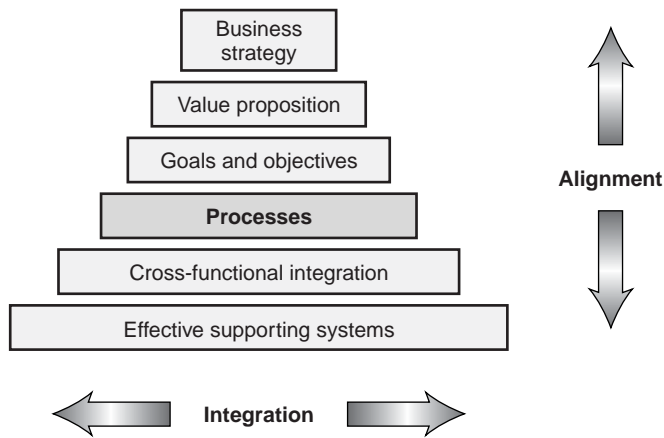 Business
strategy
Value proposition
Goals and objectives
Alignment
Processes
Cross-functional integration
Effective supporting systems
Integration